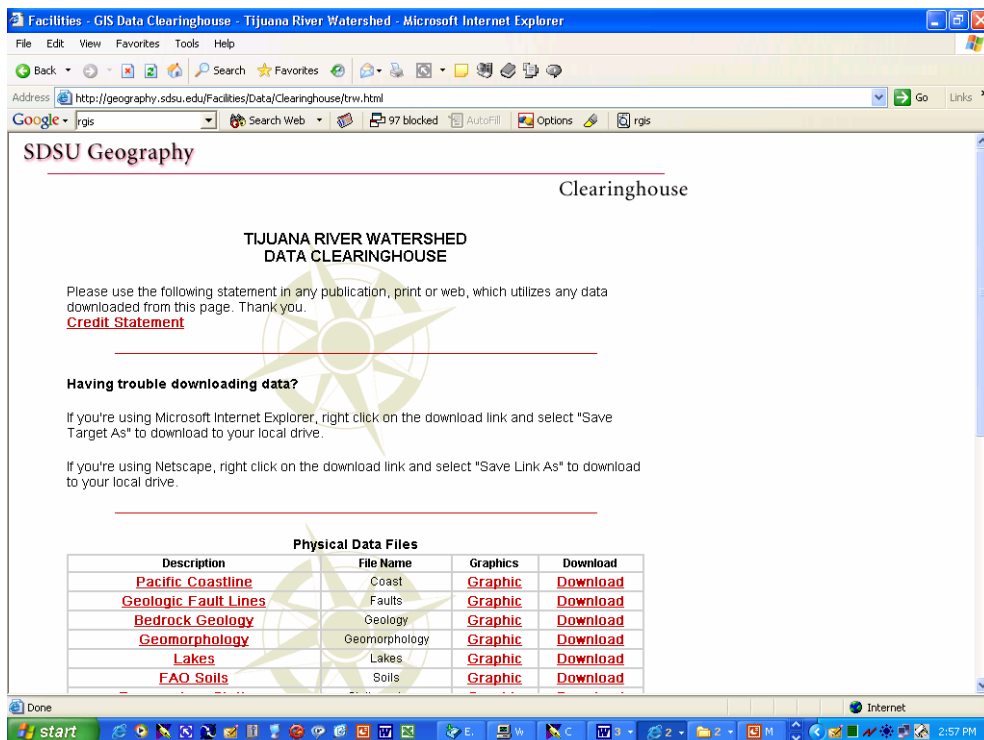 Facilities - GIS Data Clearinghouse - Tijuana River Watershed - Microsoft Internet Explorer
File Edit View Favorites Tools Help
Back Search Favorites
Address http://geography.sdsu.edu/Facilities/Data/Clearinghouse/trw.html Go Links
Google rgis Search Web 97 blocked AutoFill Options rgis
SDSU Geography
Clearinghouse
TIJUANA RIVER WATERSHED
DATA CLEARINGHOUSE
Please use the following statement in any publication, print or web, which utilizes any data
downloaded from this page. Thank you.
Credit Statement
Having trouble downloading data?
If you're using Microsoft Internet Explorer, right click on the download link and select "Save
Target As" to download to your local drive.
If you're using Netscape, right click on the download link and select "Save Link As" to download
to your local drive.
Physical Data Files
Description File Name Graphics Download
Pacific Coastline Coast Graphic Download
Geologic Fault Lines Faults Graphic Download
Bedrock Geology Geology Graphic Download
Geomorphology Geomorphology Graphic Download
Lakes Lakes Graphic Download
FAO Soils Soils Graphic Download
Done Internet
start E. W C 3 2 2 M 2:57 PM